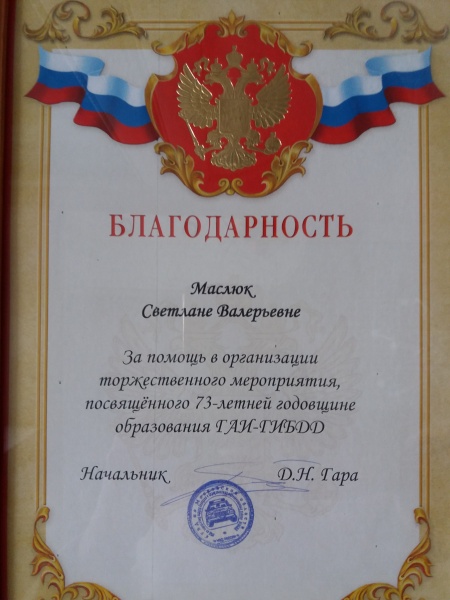 БЛАГОДАРНОСТЬ
Маслюк
Светлане Валерьевне
За помощь в организации
торжественного мероприятия,
посвящённого 73-летней годовщине
образования ГАИ-ГИБДД
Начальник Д.Н. Гара